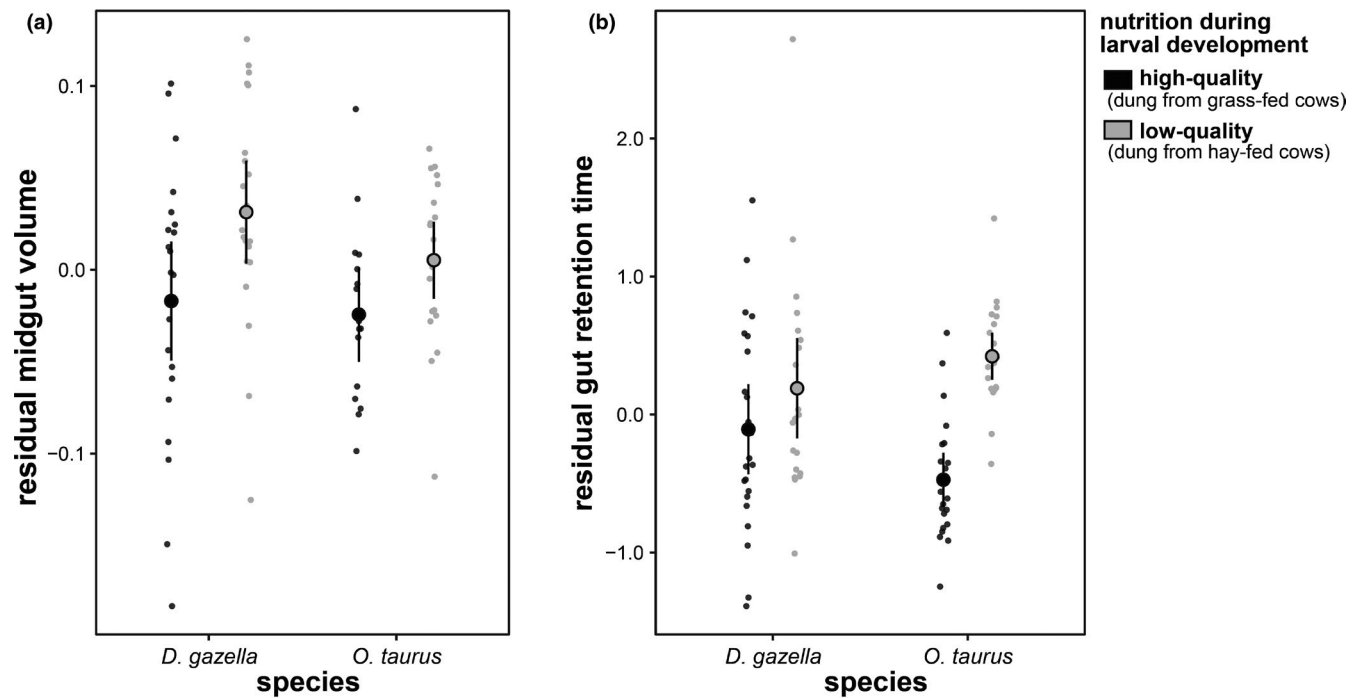 (a)
residual midgut volume
0.1
0.0
−0.1
D. gazella
O. taurus
species
(b)
residual gut retention time
2.0
1.0
0.0
−1.0
D. gazella
O. taurus
species
nutrition during
larval development
high-quality
(dung from grass-fed cows)
low-quality
(dung from hay-fed cows)